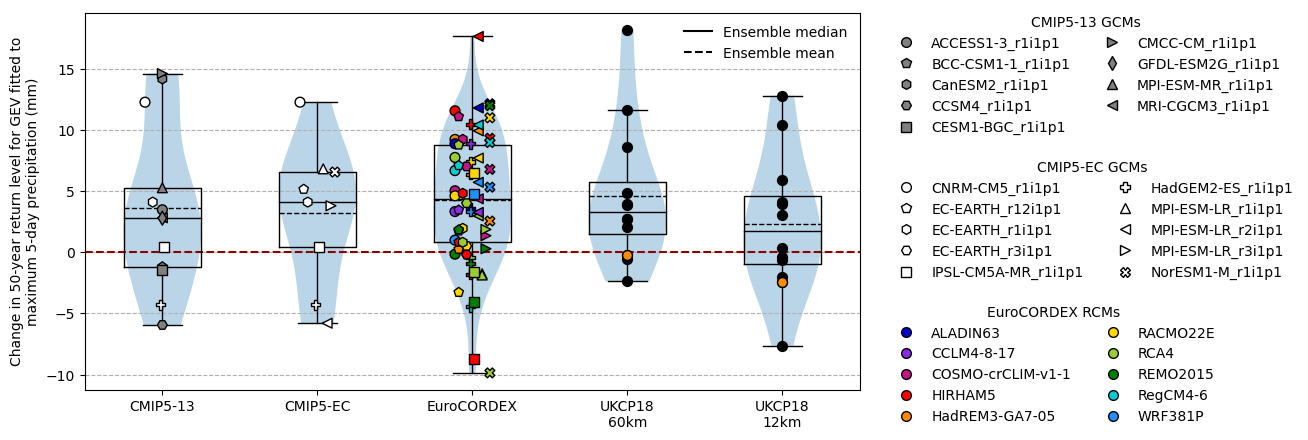 Change in 50-year return level for GEV fitted to
maximum 5-day precipitation (mm)
15
10
5
0
−5
−10
CMIP5-13
CMIP5-EC
EuroCORDEX
UKCP18
60km
UKCP18
12km
Ensemble median
Ensemble mean
CMIP5-13 GCMs
ACCESS1-3_r1i1p1
BCC-CSM1-1_r1i1p1
CanESM2_r1i1p1
CCSM4_r1i1p1
CESM1-BGC_r1i1p1
CMCC-CM_r1i1p1
GFDL-ESM2G_r1i1p1
MPI-ESM-MR_r1i1p1
MRI-CGCM3_r1i1p1
CMIP5-EC GCMs
CNRM-CM5_r1i1p1
EC-EARTH_r12i1p1
EC-EARTH_r1i1p1
EC-EARTH_r3i1p1
IPSL-CM5A-MR_r1i1p1
HadGEM2-ES_r1i1p1
MPI-ESM-LR_r1i1p1
MPI-ESM-LR_r2i1p1
MPI-ESM-LR_r3i1p1
NorESM1-M_r1i1p1
EuroCORDEX RCMs
ALADIN63
CCLM4-8-17
COSMO-crCLIM-v1-1
HIRHAM5
HadREM3-GA7-05
RACMO22E
RCA4
REMO2015
RegCM4-6
WRF381P